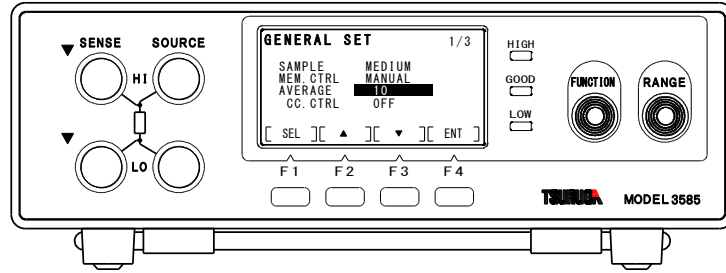 SENSE SOURCE
HI
LO
GENERAL SET 1/3
SAMPLE MEDIUM
MEM.CTRL MANUAL
AVERAGE 10
CC.CTRL OFF
[ SEL ][ ▲ ][ ▼ ][ ENT ]
F1 F2 F3 F4
HIGH
GOOD
LOW
FUNCTION RANGE
TSURUGA MODEL 3585